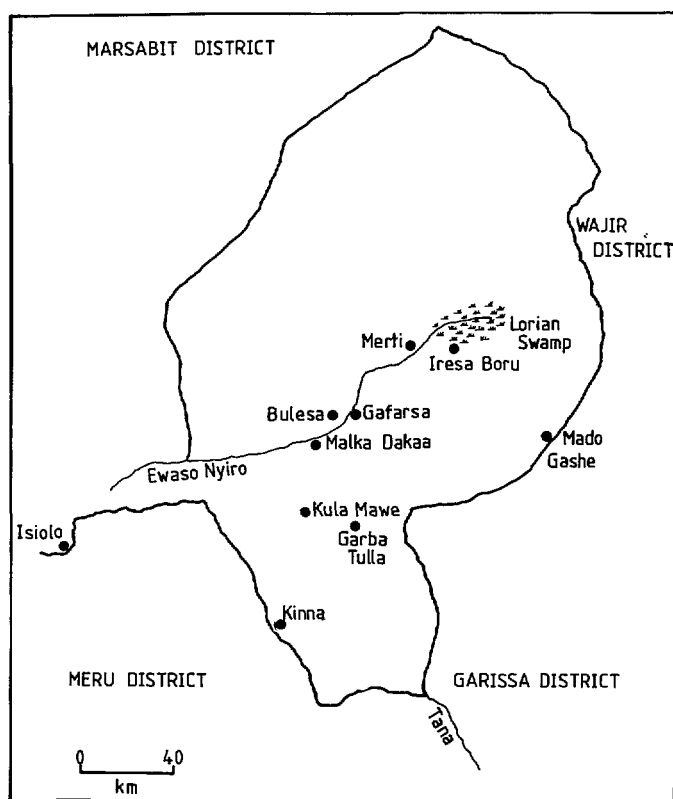 MARSABIT DISTRICT
WAJIR
DISTRICT
Merti
Lorian
Swamp
Iresa Boru
Bulesa
Gafarsa
Malka Dakaa
Mado
Gashe
Ewaso Nyiro
Kula Mawe
Isiolo
Garba
Tulla
Kinna
MERU DISTRICT
GARISSA DISTRICT
Tana
0 40
km